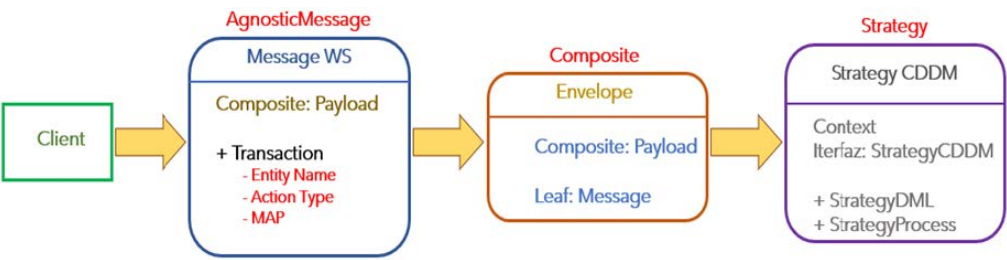 Client
AgnosticMessage
Message WS
Composite: Payload
+ Transaction
- Entity Name
- Action Type
- MAP
Composite
Envelope
Composite: Payload
Leaf: Message
Strategy
Strategy CDDM
Context
Iterfaz: StrategyCDDM
+ StrategyDML
+ StrategyProcess